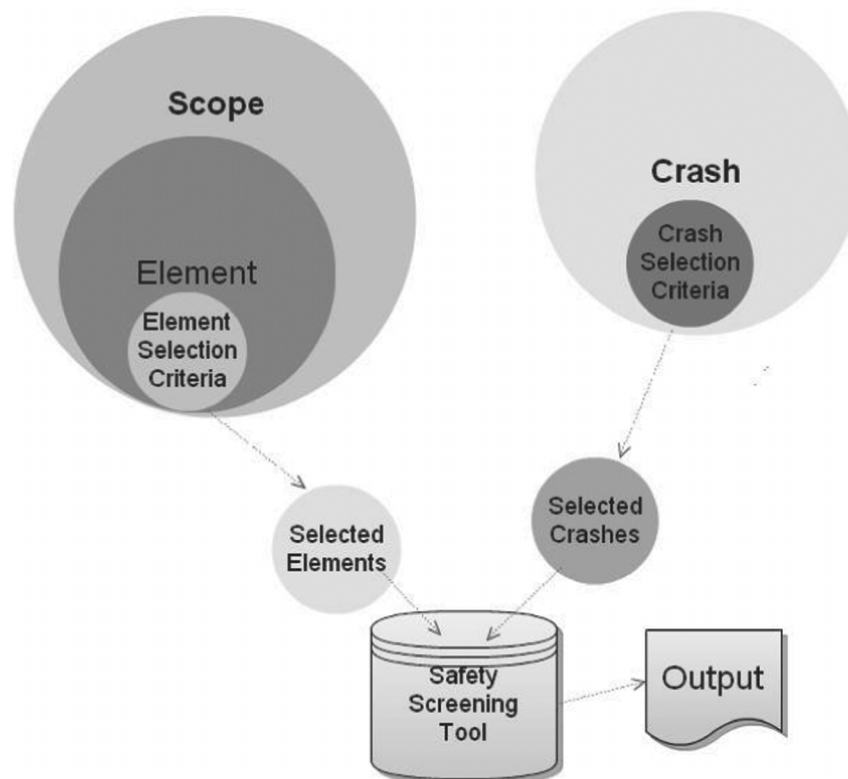 Scope
Element
Element
Selection
Criteria
Crash
Crash
Selection
Criteria
Selected
Elements
Selected
Crashes
Safety
Screening
Tool
Output